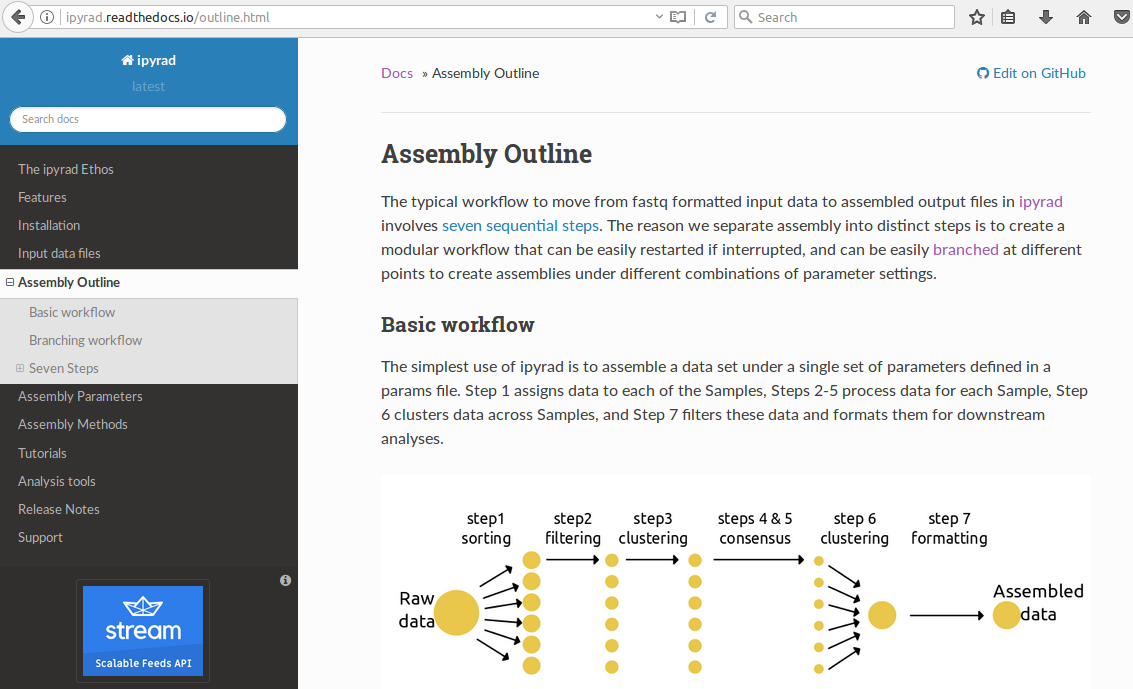 ipyrad.readthedocs.io/outline.html
Search
ipyrad
latest
Search docs
The ipyrad Ethos
Features
Installation
Input data files
Assembly Outline
Basic workflow
Branching workflow
Seven Steps
Assembly Parameters
Assembly Methods
Tutorials
Analysis tools
Release Notes
Support
stream
Scalable Feeds API
Docs » Assembly Outline
Edit on GitHub
Assembly Outline
The typical workflow to move from fastq formatted input data to assembled output files in ipyrad
involves seven sequential steps. The reason we separate assembly into distinct steps is to create a
modular workflow that can be easily restarted if interrupted, and can be easily branched at different
points to create assemblies under different combinations of parameter settings.
Basic workflow
The simplest use of ipyrad is to assemble a data set under a single set of parameters defined in a
params file. Step 1 assigns data to each of the Samples, Steps 2-5 process data for each Sample, Step
6 clusters data across Samples, and Step 7 filters these data and formats them for downstream
analyses.
step1 step2 step3 steps 4 & 5 step 6 step 7
sorting filtering clustering consensus clustering formatting
Raw
data
Assembled
data